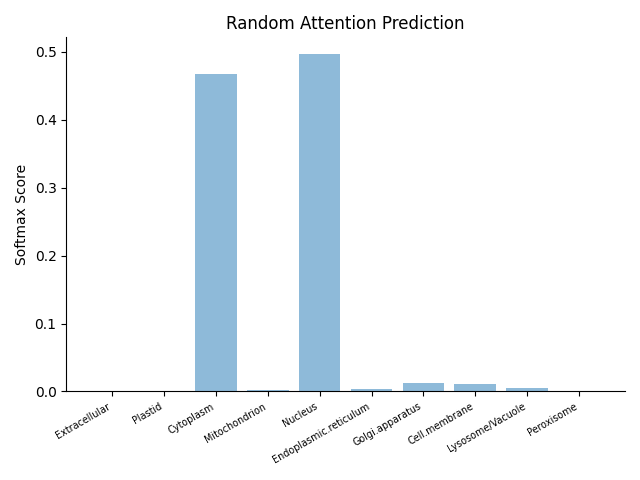 Random Attention Prediction
0.5
0.4
0.3
0.2
0.1
0.0
Softmax Score
Extracellular
Plastid
Cytoplasm
Mitochondrion
Nucleus
Endoplasmic.reticulum
Golgi.apparatus
Cell.membrane
Lysosome/Vacuole
Peroxisome